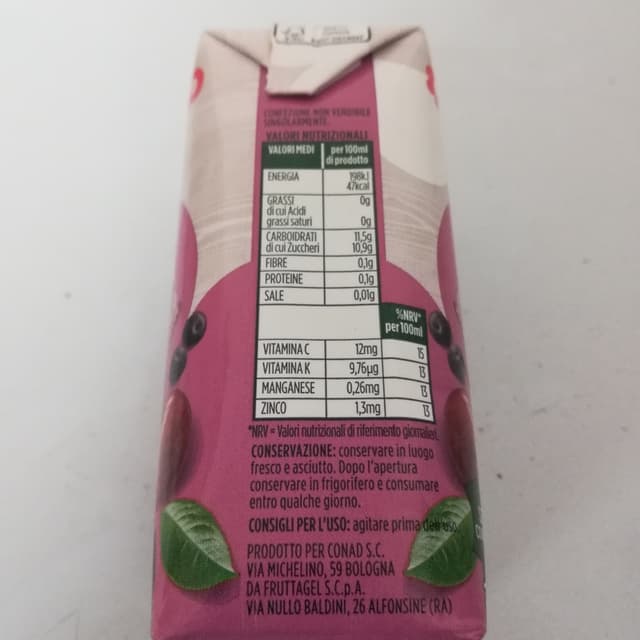 CONFEZIONE NON VENDIBILE
SINGOLARMENTE.
VALORI NUTRIZIONALI
VALORI MEDI per 100ml
di prodotto
ENERGIA 198kJ
47kcal
GRASSI 0g
di cui Acidi
grassi saturi 0g
CARBOIDRATI 11,5g
di cui Zuccheri 10,9g
FIBRE 0,1g
PROTEINE 0,1g
SALE 0,01g
%NRV*
per 100ml
VITAMINA C 12mg 15
VITAMINA K 9,76µg 13
MANGANESE 0,26mg 13
ZINCO 1,3mg 13
*NRV = Valori nutrizionali di riferimento giornalieri.
CONSERVAZIONE: conservare in luogo
fresco e asciutto. Dopo l'apertura
conservare in frigorifero e consumare
entro qualche giorno.
CONSIGLI PER L'USO: agitare prima dell'uso.
PRODOTTO PER CONAD S.C.
VIA MICHELINO, 59 BOLOGNA
DA FRUTTAGEL S.C.p.A.
VIA NULLO BALDINI, 26 ALFONSINE (RA)